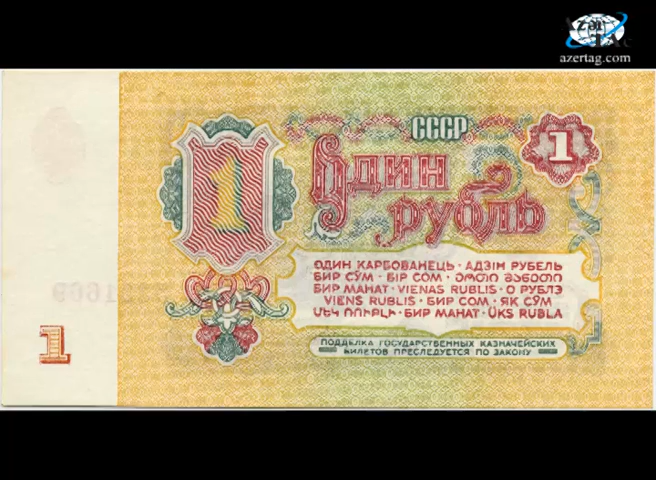 azertag.com
СССР
1
1
Один
рубль
ОДИН КАРБОВАНЕЦЬ · АДЗІН РУБЕЛЬ
БИР СЎМ · БІР СОМ · ᲔᲠᲗᲘ ᲛᲐᲜᲔᲗᲘ
БИР МАНАТ · VIENAS RUBLIS · О РУБЛЭ
VIENS RUBLIS · БИР СОМ · ЯК СЎМ
ՄԵԿ ՌՈՒԲԼԻ · БИР МАНАТ · ÜKS RUBLA
ПОДДЕЛКА ГОСУДАРСТВЕННЫХ КАЗНАЧЕЙСКИХ
БИЛЕТОВ ПРЕСЛЕДУЕТСЯ ПО ЗАКОНУ
1